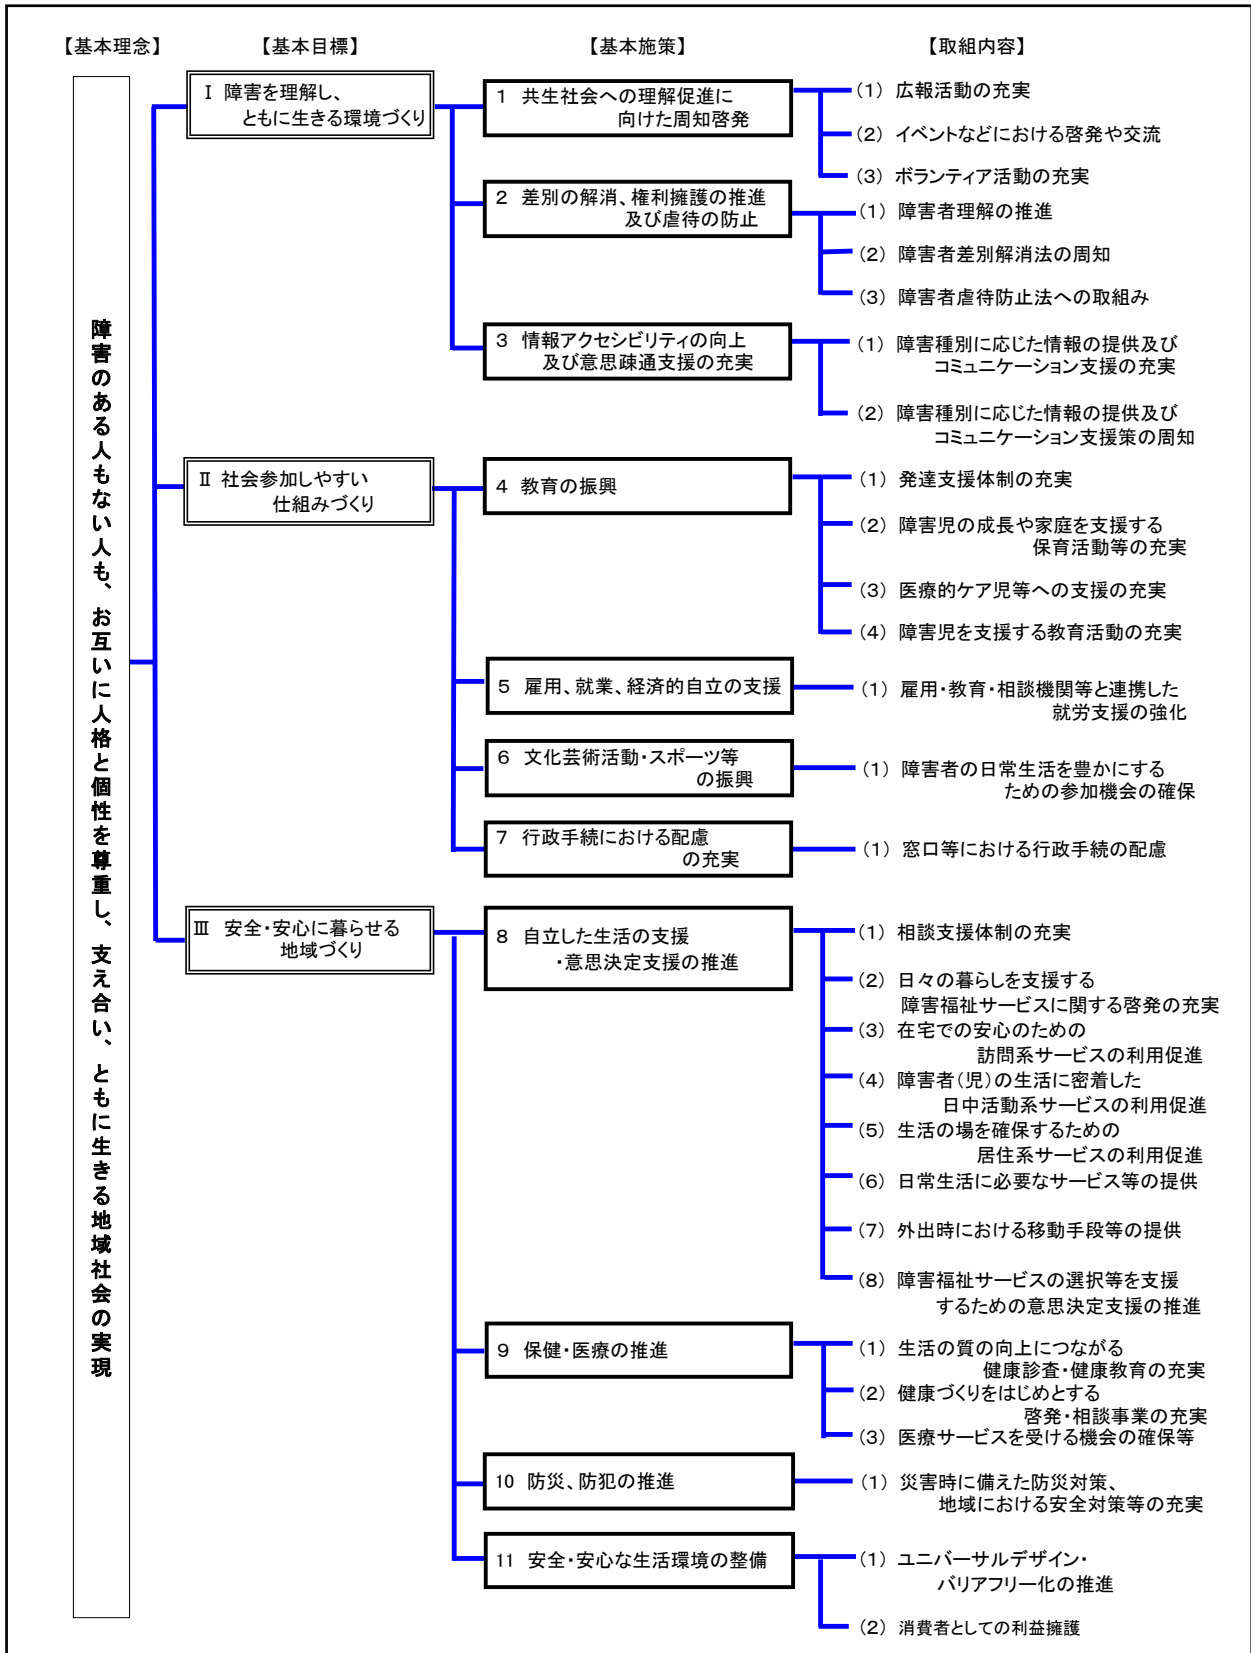 【基本理念】
【基本目標】
【基本施策】
【取組内容】
障害のある人もない人も、お互いに人格と個性を尊重し、支え合い、ともに生きる地域社会の実現
Ⅰ 障害を理解し、
ともに生きる環境づくり
1 共生社会への理解促進に
向けた周知啓発
(1) 広報活動の充実
(2) イベントなどにおける啓発や交流
(3) ボランティア活動の充実
2 差別の解消、権利擁護の推進
及び虐待の防止
(1) 障害者理解の推進
(2) 障害者差別解消法の周知
(3) 障害者虐待防止法への取組み
3 情報アクセシビリティの向上
及び意思疎通支援の充実
(1) 障害種別に応じた情報の提供及び
コミュニケーション支援の充実
(2) 障害種別に応じた情報の提供及び
コミュニケーション支援策の周知
Ⅱ 社会参加しやすい
仕組みづくり
4 教育の振興
(1) 発達支援体制の充実
(2) 障害児の成長や家庭を支援する
保育活動等の充実
(3) 医療的ケア児等への支援の充実
(4) 障害児を支援する教育活動の充実
5 雇用、就業、経済的自立の支援
(1) 雇用・教育・相談機関等と連携した
就労支援の強化
6 文化芸術活動・スポーツ等
の振興
(1) 障害者の日常生活を豊かにする
ための参加機会の確保
7 行政手続における配慮
の充実
(1) 窓口等における行政手続の配慮
Ⅲ 安全・安心に暮らせる
地域づくり
8 自立した生活の支援
・意思決定支援の推進
(1) 相談支援体制の充実
(2) 日々の暮らしを支援する
障害福祉サービスに関する啓発の充実
(3) 在宅での安心のための
訪問系サービスの利用促進
(4) 障害者(児)の生活に密着した
日中活動系サービスの利用促進
(5) 生活の場を確保するための
居住系サービスの利用促進
(6) 日常生活に必要なサービス等の提供
(7) 外出時における移動手段等の提供
(8) 障害福祉サービスの選択等を支援
するための意思決定支援の推進
9 保健・医療の推進
(1) 生活の質の向上につながる
健康診査・健康教育の充実
(2) 健康づくりをはじめとする
啓発・相談事業の充実
(3) 医療サービスを受ける機会の確保等
10 防災、防犯の推進
(1) 災害時に備えた防災対策、
地域における安全対策等の充実
11 安全・安心な生活環境の整備
(1) ユニバーサルデザイン・
バリアフリー化の推進
(2) 消費者としての利益擁護